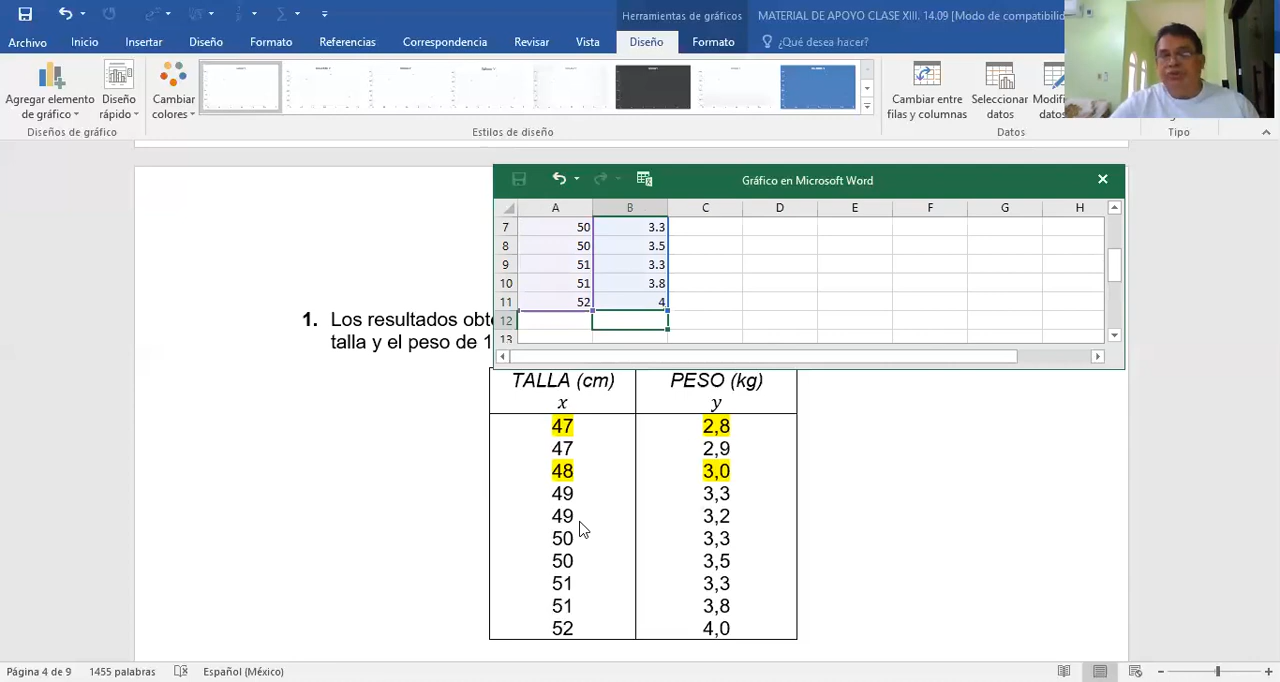 Herramientas de gráficos
MATERIAL DE APOYO CLASE XIII. 14.09 [Modo de compatibilid
Archivo Inicio Insertar Diseño Formato Referencias Correspondencia Revisar Vista Diseño Formato ¿Qué desea hacer?
Agregar elemento de gráfico
Diseño rápido
Cambiar colores
Cambiar entre filas y columnas
Seleccionar datos
Modifi datos
Diseños de gráfico Estilos de diseño Datos Tipo
Gráfico en Microsoft Word
A B C D E F G H
7 50 3.3
8 50 3.5
9 51 3.3
10 51 3.8
11 52 4
12
13
1. Los resultados obte
talla y el peso de 1
TALLA (cm) PESO (kg)
x y
47 2,8
47 2,9
48 3,0
49 3,3
49 3,2
50 3,3
50 3,5
51 3,3
51 3,8
52 4,0
Página 4 de 9 1455 palabras Español (México)